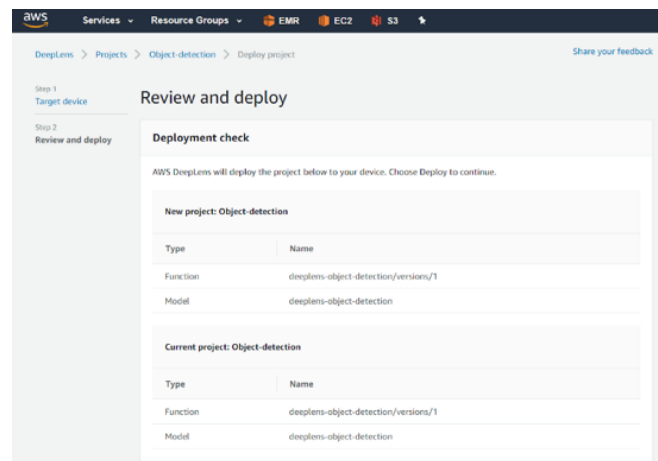 aws Services Resource Groups EMR EC2 S3
DeepLens > Projects > Object-detection > Deploy project
Share your feedback
Step 1
Target device
Step 2
Review and deploy
Review and deploy
Deployment check
AWS DeepLens will deploy the project below to your device. Choose Deploy to continue.
New project: Object-detection
Type Name
Function deeplens-object-detection/versions/1
Model deeplens-object-detection
Current project: Object-detection
Type Name
Function deeplens-object-detection/versions/1
Model deeplens-object-detection